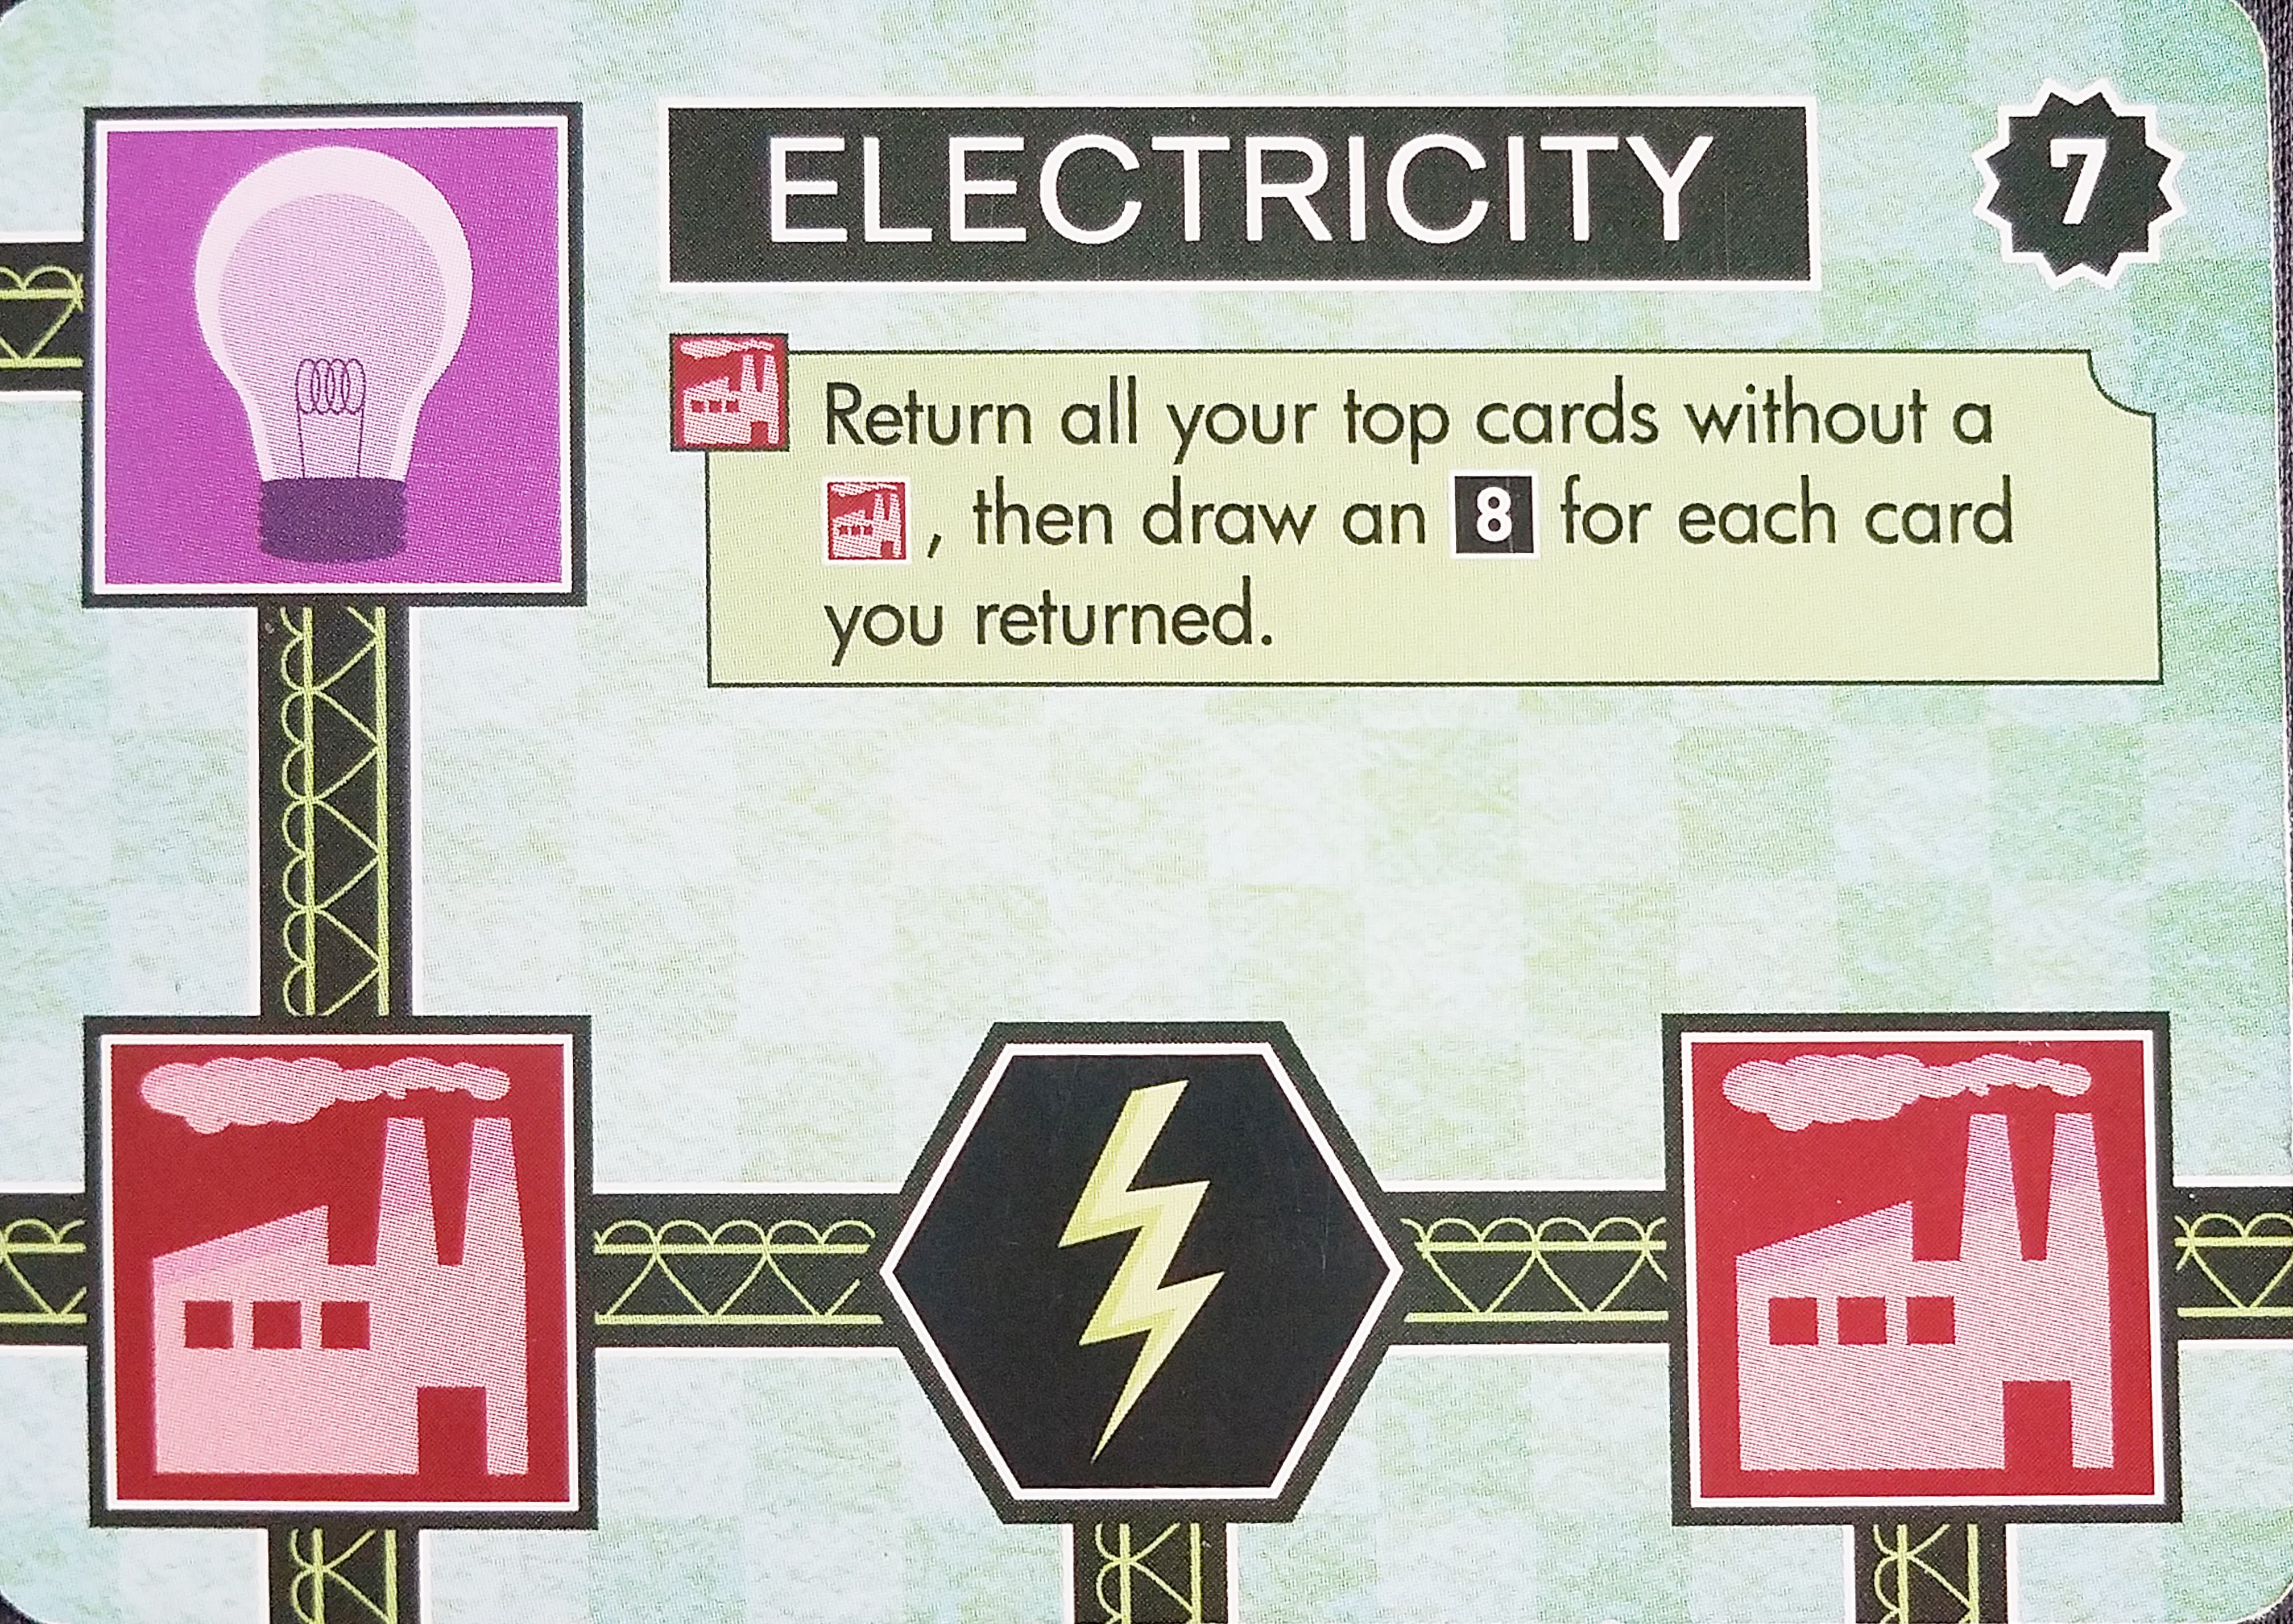 ELECTRICITY
7
Return all your top cards without a
, then draw an 8 for each card
you returned.